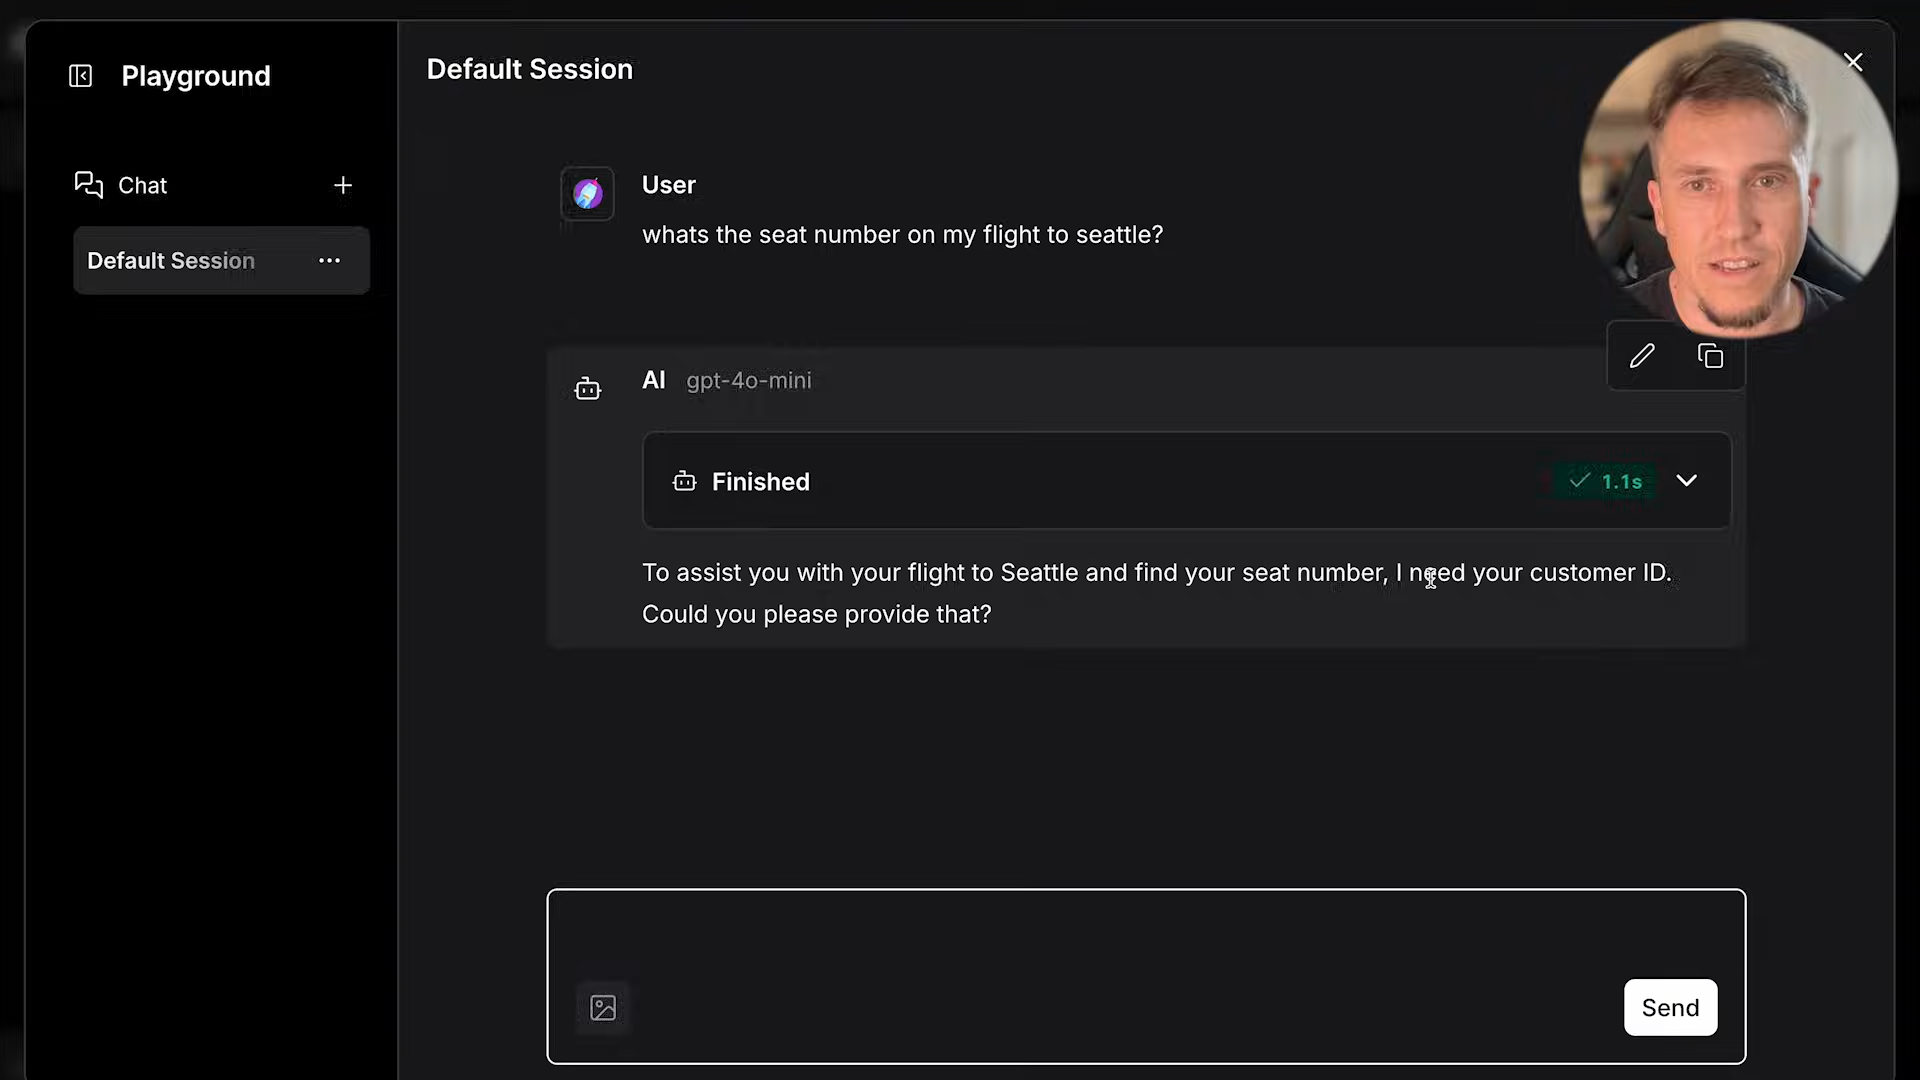 Playground
Default Session
Chat
Default Session
User
whats the seat number on my flight to seattle?
AI gpt-4o-mini
Finished
1.1s
To assist you with your flight to Seattle and find your seat number, I need your customer ID.
Could you please provide that?
Send